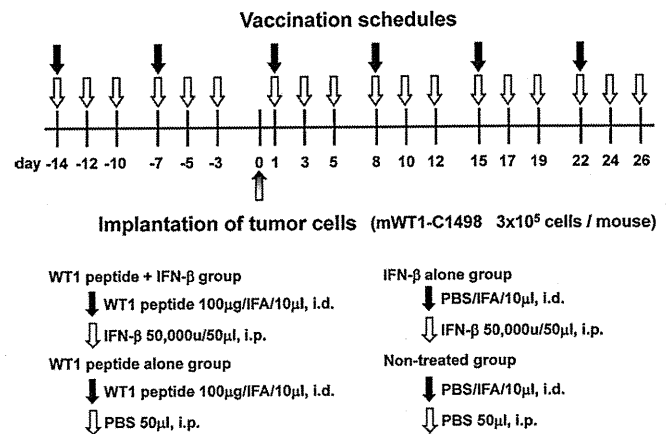 Vaccination schedules
day -14 -12 -10 -7 -5 -3 0 1 3 5 8 10 12 15 17 19 22 24 26
Implantation of tumor cells (mWT1-C1498 3x10⁵ cells / mouse)
WT1 peptide + IFN-β group
WT1 peptide 100μg/IFA/10μl, i.d.
IFN-β 50,000u/50μl, i.p.
WT1 peptide alone group
WT1 peptide 100μg/IFA/10μl, i.d.
PBS 50μl, i.p.
IFN-β alone group
PBS/IFA/10μl, i.d.
IFN-β 50,000u/50μl, i.p.
Non-treated group
PBS/IFA/10μl, i.d.
PBS 50μl, i.p.